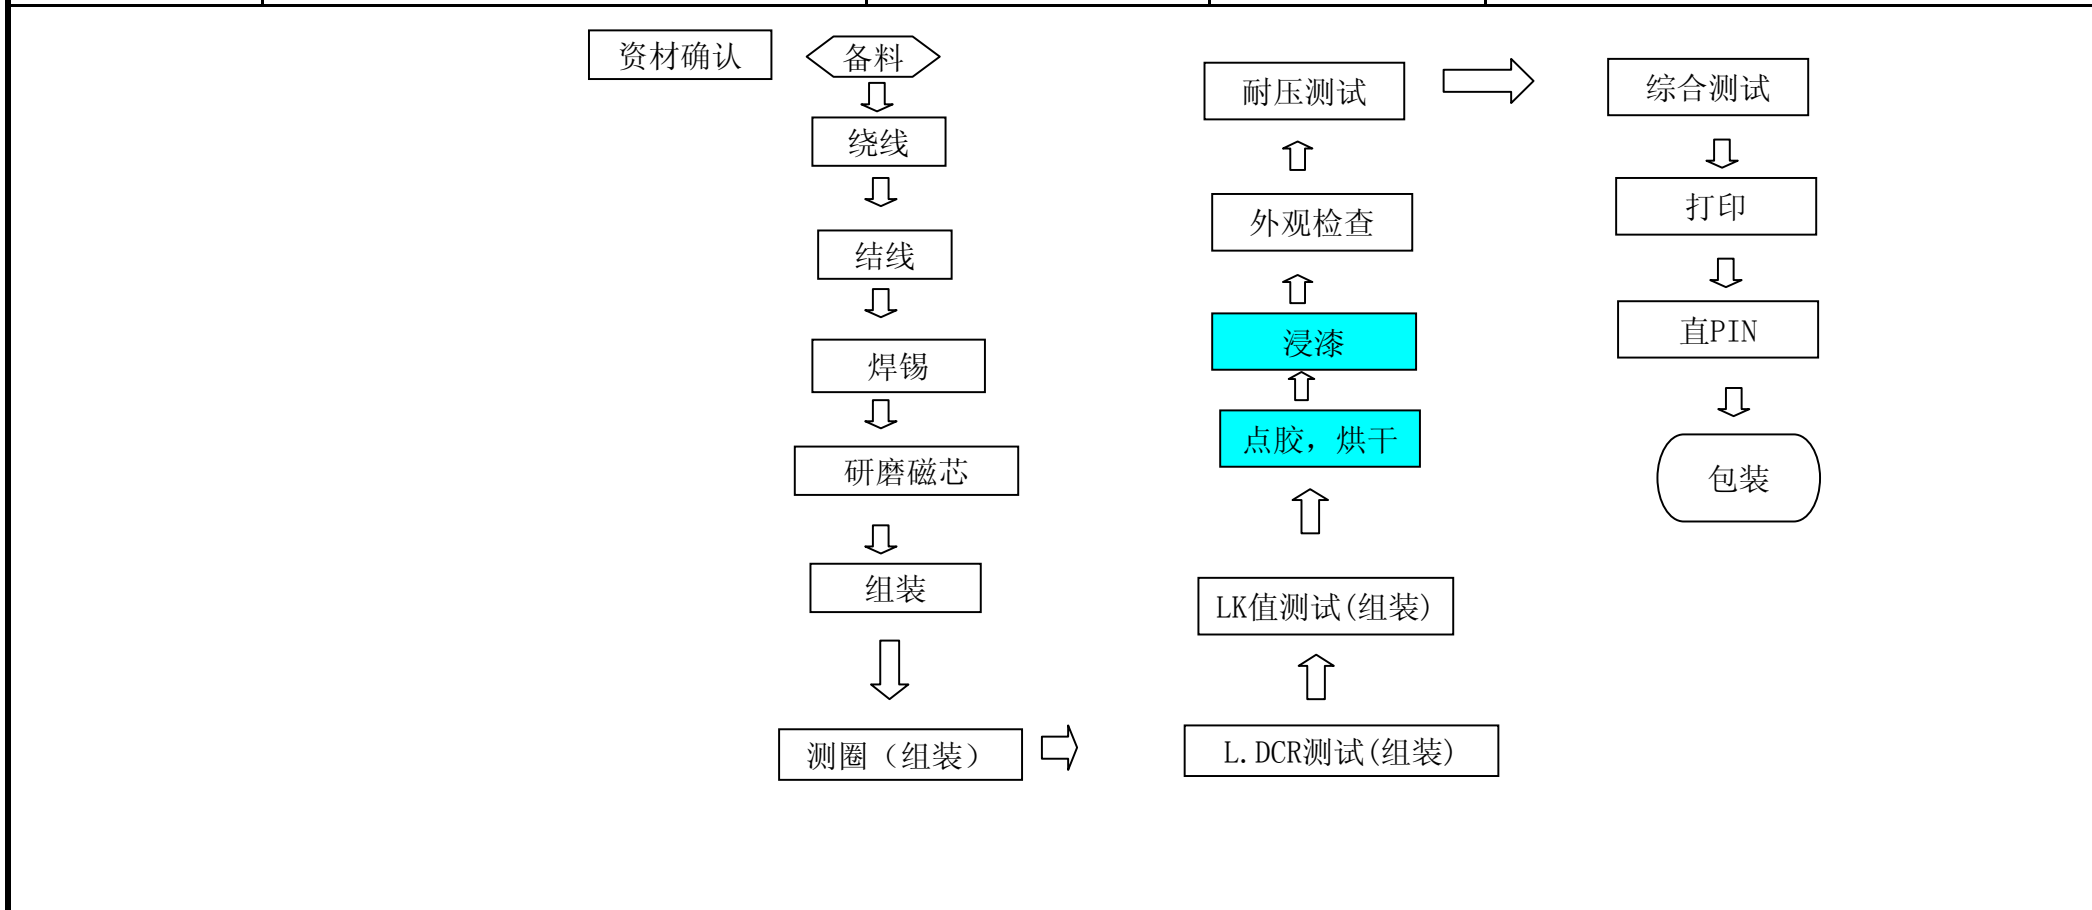 资材确认
备料
绕线
结线
焊锡
研磨磁芯
组装
测圈（组装）
L.DCR测试(组装)
LK值测试(组装)
点胶，烘干
浸漆
外观检查
耐压测试
综合测试
打印
直PIN
包装